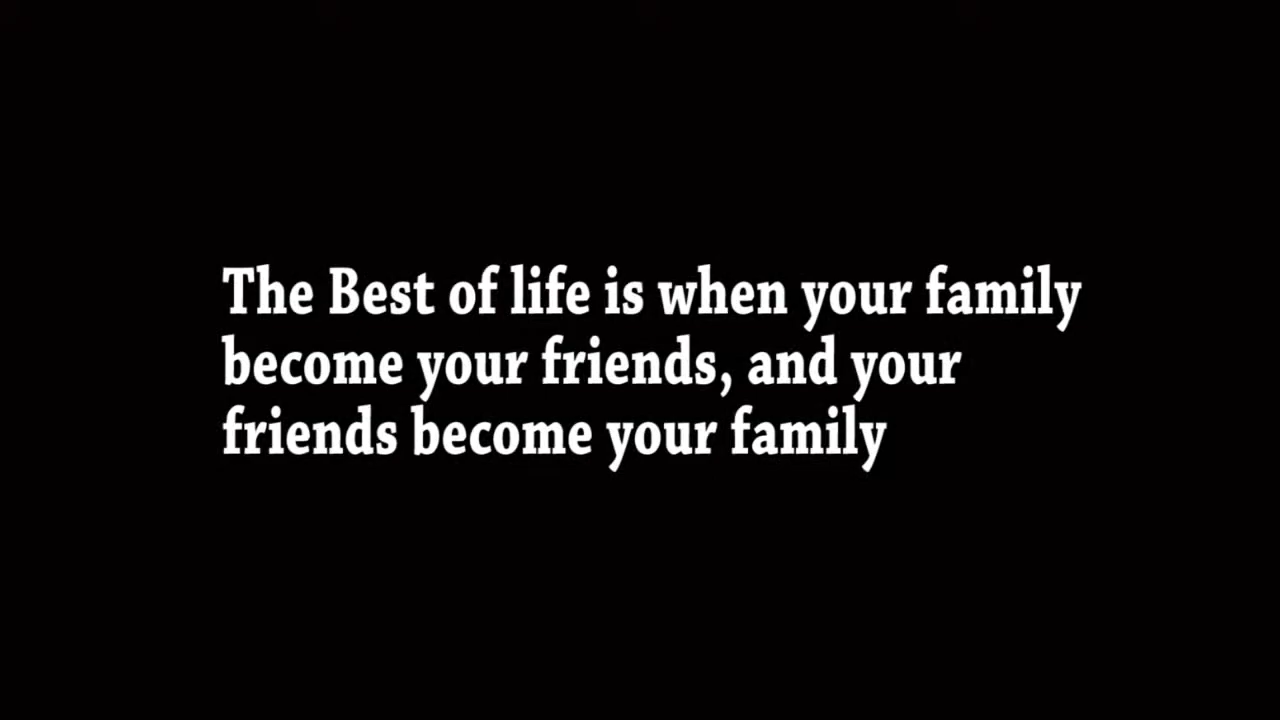 The Best of life is when your family
become your friends, and your
friends become your family